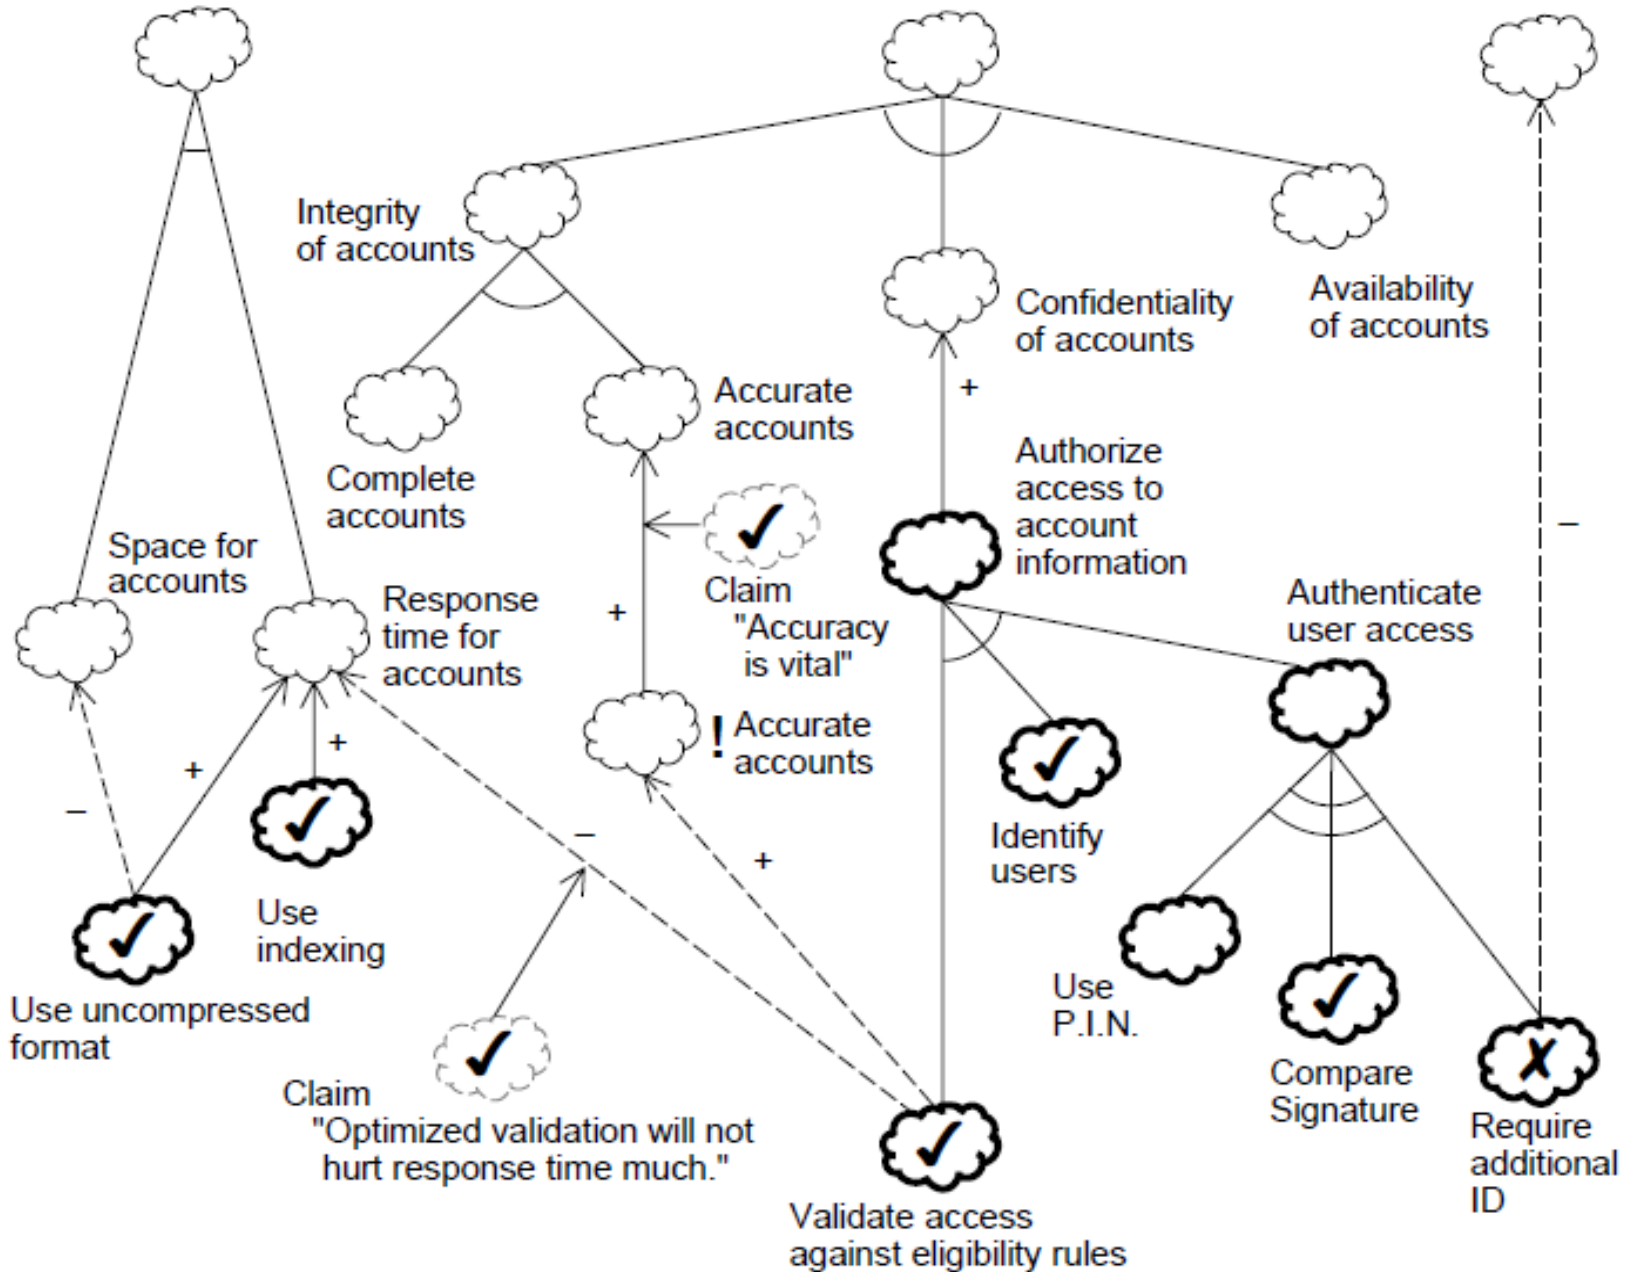 Integrity
of accounts
Confidentiality
of accounts
Availability
of accounts
Accurate
accounts
+
Complete
accounts
Authorize
access to
account
information
–
Space for
accounts
Response
time for
accounts
+
Claim
"Accuracy
is vital"
Authenticate
user access
! Accurate
accounts
+
+
–
–
+
Identify
users
Use
indexing
Use uncompressed
format
Use
P.I.N.
Compare
Signature
Claim
"Optimized validation will not
hurt response time much."
Require
additional
ID
Validate access
against eligibility rules